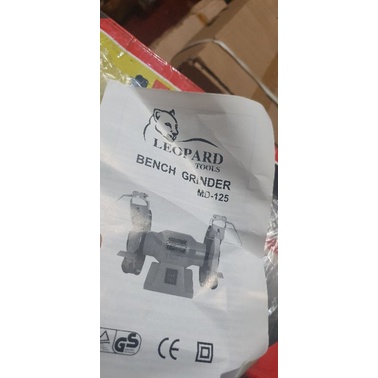 LEOPARD
TOOLS
BENCH GRINDER
MD-125
GS
CE